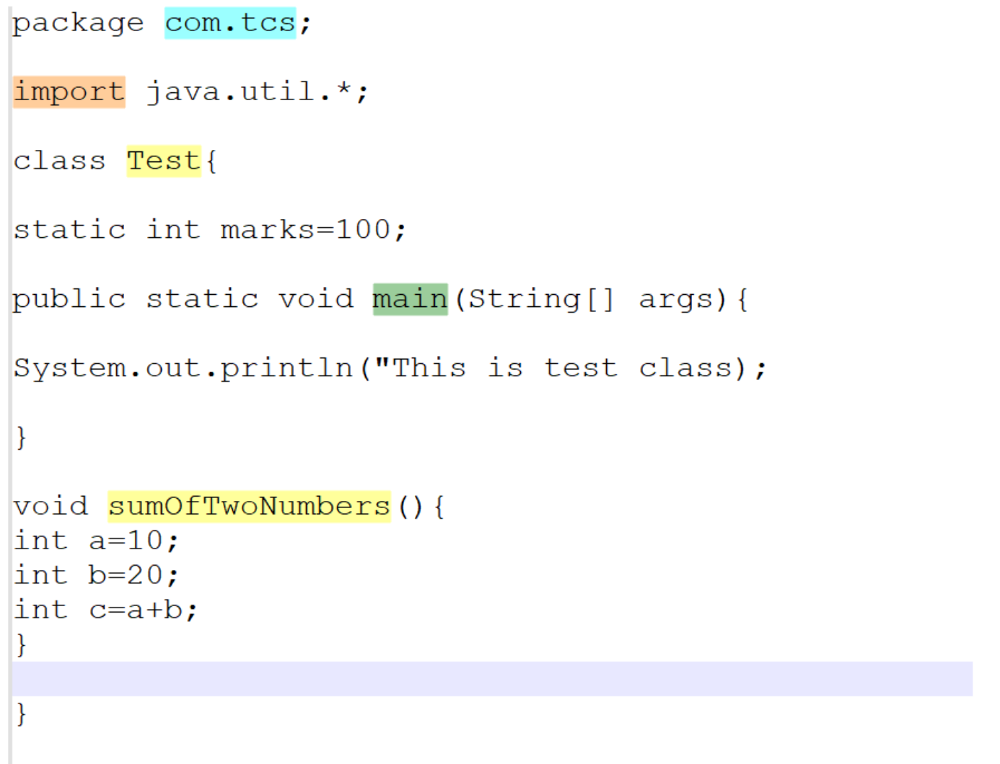 package com.tcs;
import java.util.*;
class Test{
static int marks=100;
public static void main(String[] args){
System.out.println("This is test class);
}
void sumOfTwoNumbers(){
int a=10;
int b=20;
int c=a+b;
}
}